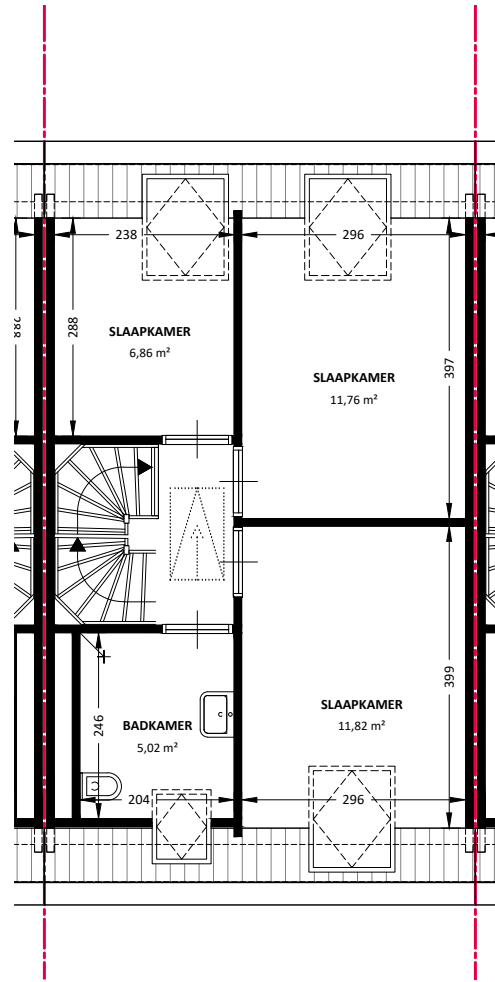 238
296
288
288
SLAAPKAMER
6,86 m²
397
SLAAPKAMER
11,76 m²
SLAAPKAMER
11,82 m²
399
246
BADKAMER
5,02 m²
204
296